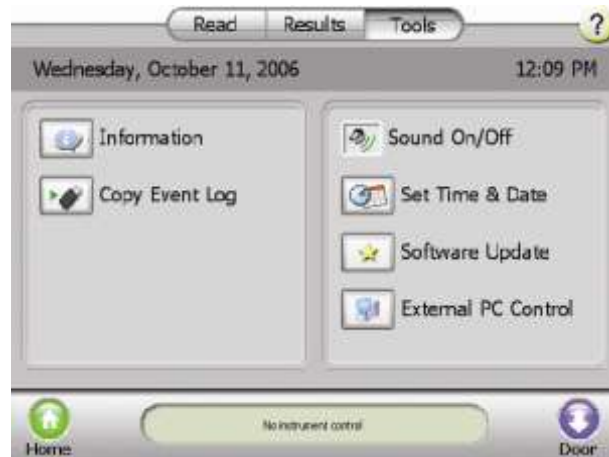 Read Results Tools ?
Wednesday, October 11, 2006 12:09 PM
Information
Copy Event Log
Sound On/Off
Set Time & Date
Software Update
External PC Control
Home
No instrument control
Door